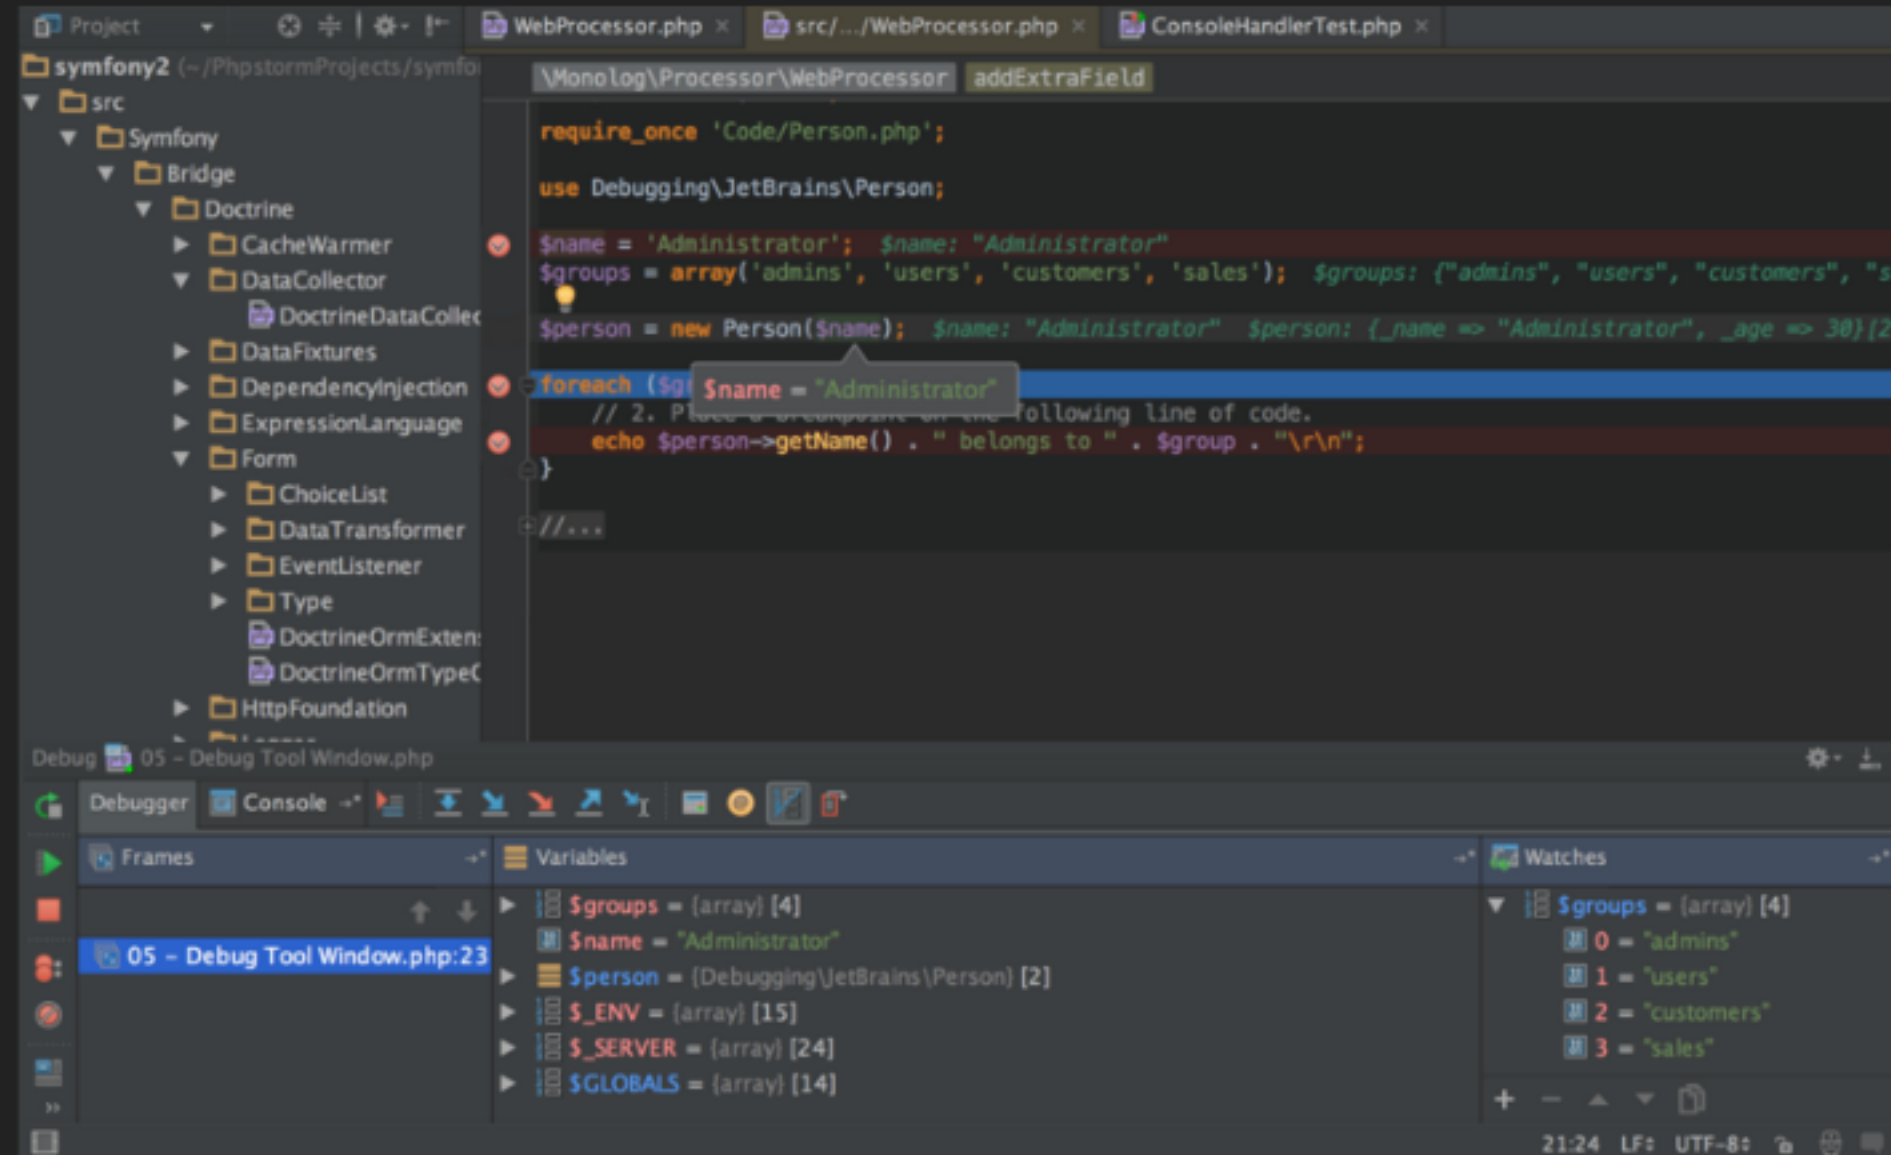 Project
WebProcessor.php
src/.../WebProcessor.php
ConsoleHandlerTest.php
symfony2 (~/PhpstormProjects/symfo
\Monolog\Processor\WebProcessor
addExtraField
src
Symfony
Bridge
Doctrine
CacheWarmer
DataCollector
DoctrineDataCollec
DataFixtures
DependencyInjection
ExpressionLanguage
Form
ChoiceList
DataTransformer
EventListener
Type
DoctrineOrmExten
DoctrineOrmType
HttpFoundation
require_once 'Code/Person.php';
use Debugging\JetBrains\Person;
$name = 'Administrator'; $name: "Administrator"
$groups = array('admins', 'users', 'customers', 'sales'); $groups: {"admins", "users", "customers", "s
$person = new Person($name); $name: "Administrator" $person: {_name => "Administrator", _age => 30}[2
foreach ($gr
$name = "Administrator"
// 2. Place a breakpoint on the following line of code.
echo $person->getName() . " belongs to " . $group . "\r\n";
}
//...
Debug 05 – Debug Tool Window.php
Debugger
Console
Frames
Variables
Watches
05 – Debug Tool Window.php:23
$groups = {array} [4]
$name = "Administrator"
$person = {Debugging\JetBrains\Person} [2]
$_ENV = {array} [15]
$_SERVER = {array} [24]
$GLOBALS = {array} [14]
$groups = {array} [4]
0 = "admins"
1 = "users"
2 = "customers"
3 = "sales"
21:24 LF UTF-8